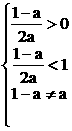 { (1-a)/(2a) > 0
(1-a)/(2a) < 1
1-a ≠ a